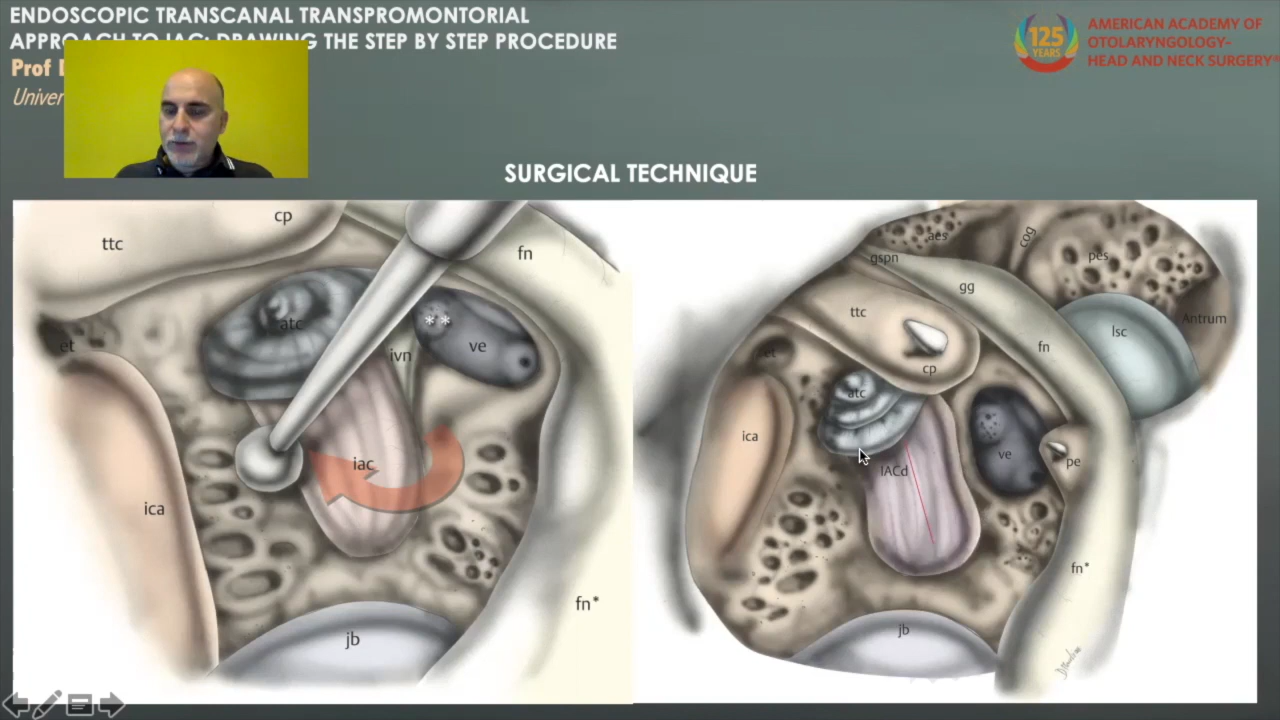 ENDOSCOPIC TRANSCANAL TRANSPROMONTORIAL
APPROACH TO IAC: DRAWING THE STEP BY STEP PROCEDURE
Prof
Univer
125
YEARS
AMERICAN ACADEMY OF
OTOLARYNGOLOGY–
HEAD AND NECK SURGERY®
SURGICAL TECHNIQUE
cp
ttc
fn
atc
**
ve
et
ivn
iac
ica
fn*
jb
aes
cog
pes
gspn
gg
ttc
lsc
Antrum
fn
et
cp
atc
ica
ve
pe
IACd
fn*
jb